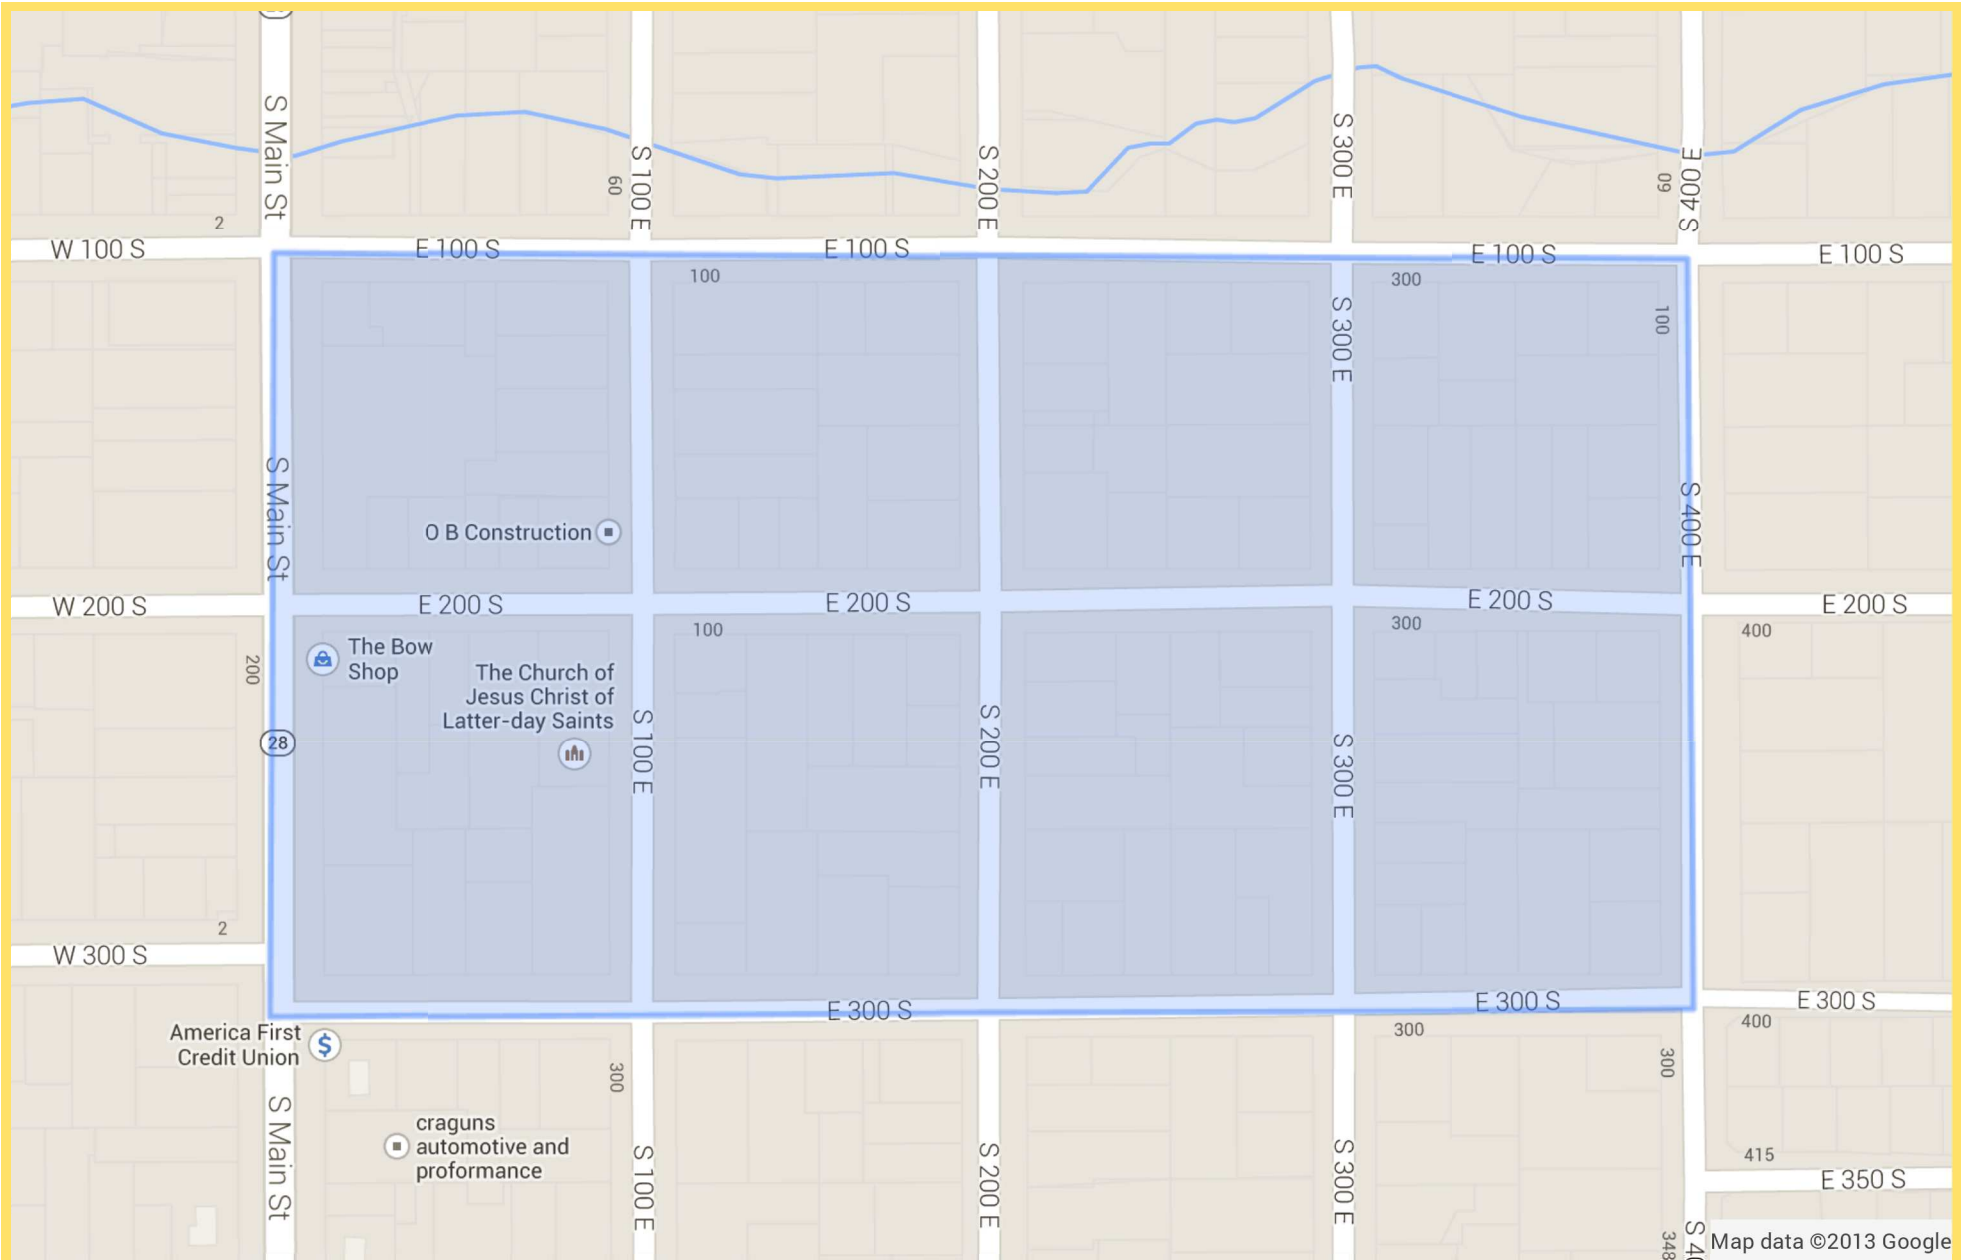 S Main St
S 100 E
S 200 E
S 300 E
S 400 E
60
60
2
W 100 S
E 100 S
E 100 S
E 100 S
E 100 S
100
300
100
S 300 E
S Main St
S 400 E
O B Construction
W 200 S
E 200 S
E 200 S
E 200 S
E 200 S
100
300
400
200
The Bow
Shop
The Church of
Jesus Christ of
Latter-day Saints
28
S 100 E
S 200 E
S 300 E
2
W 300 S
E 300 S
E 300 S
E 300 S
America First
Credit Union
$
300
400
300
300
craguns
automotive and
proformance
S Main St
S 100 E
S 200 E
S 300 E
415
E 350 S
348
S 40
Map data ©2013 Google